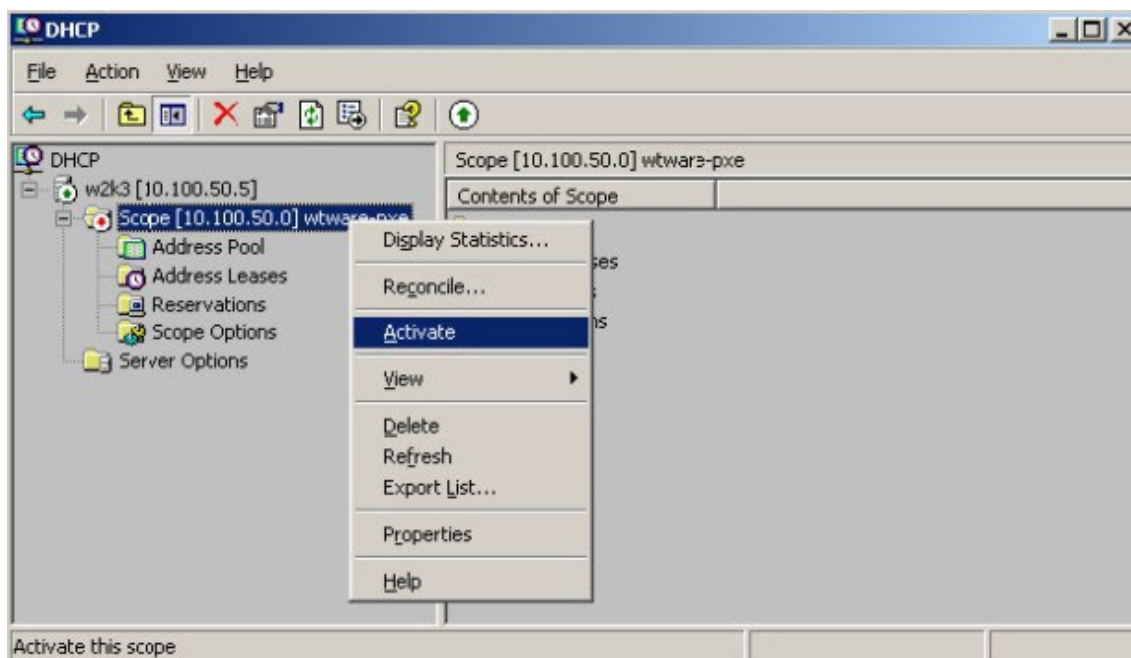 DHCP
File Action View Help
DHCP
w2k3 [10.100.50.5]
Scope [10.100.50.0] wtware-pxe
Address Pool
Address Leases
Reservations
Scope Options
Server Options
Scope [10.100.50.0] wtware-pxe
Contents of Scope
ses
s
ns
Display Statistics...
Reconcile...
Activate
View
Delete
Refresh
Export List...
Properties
Help
Activate this scope